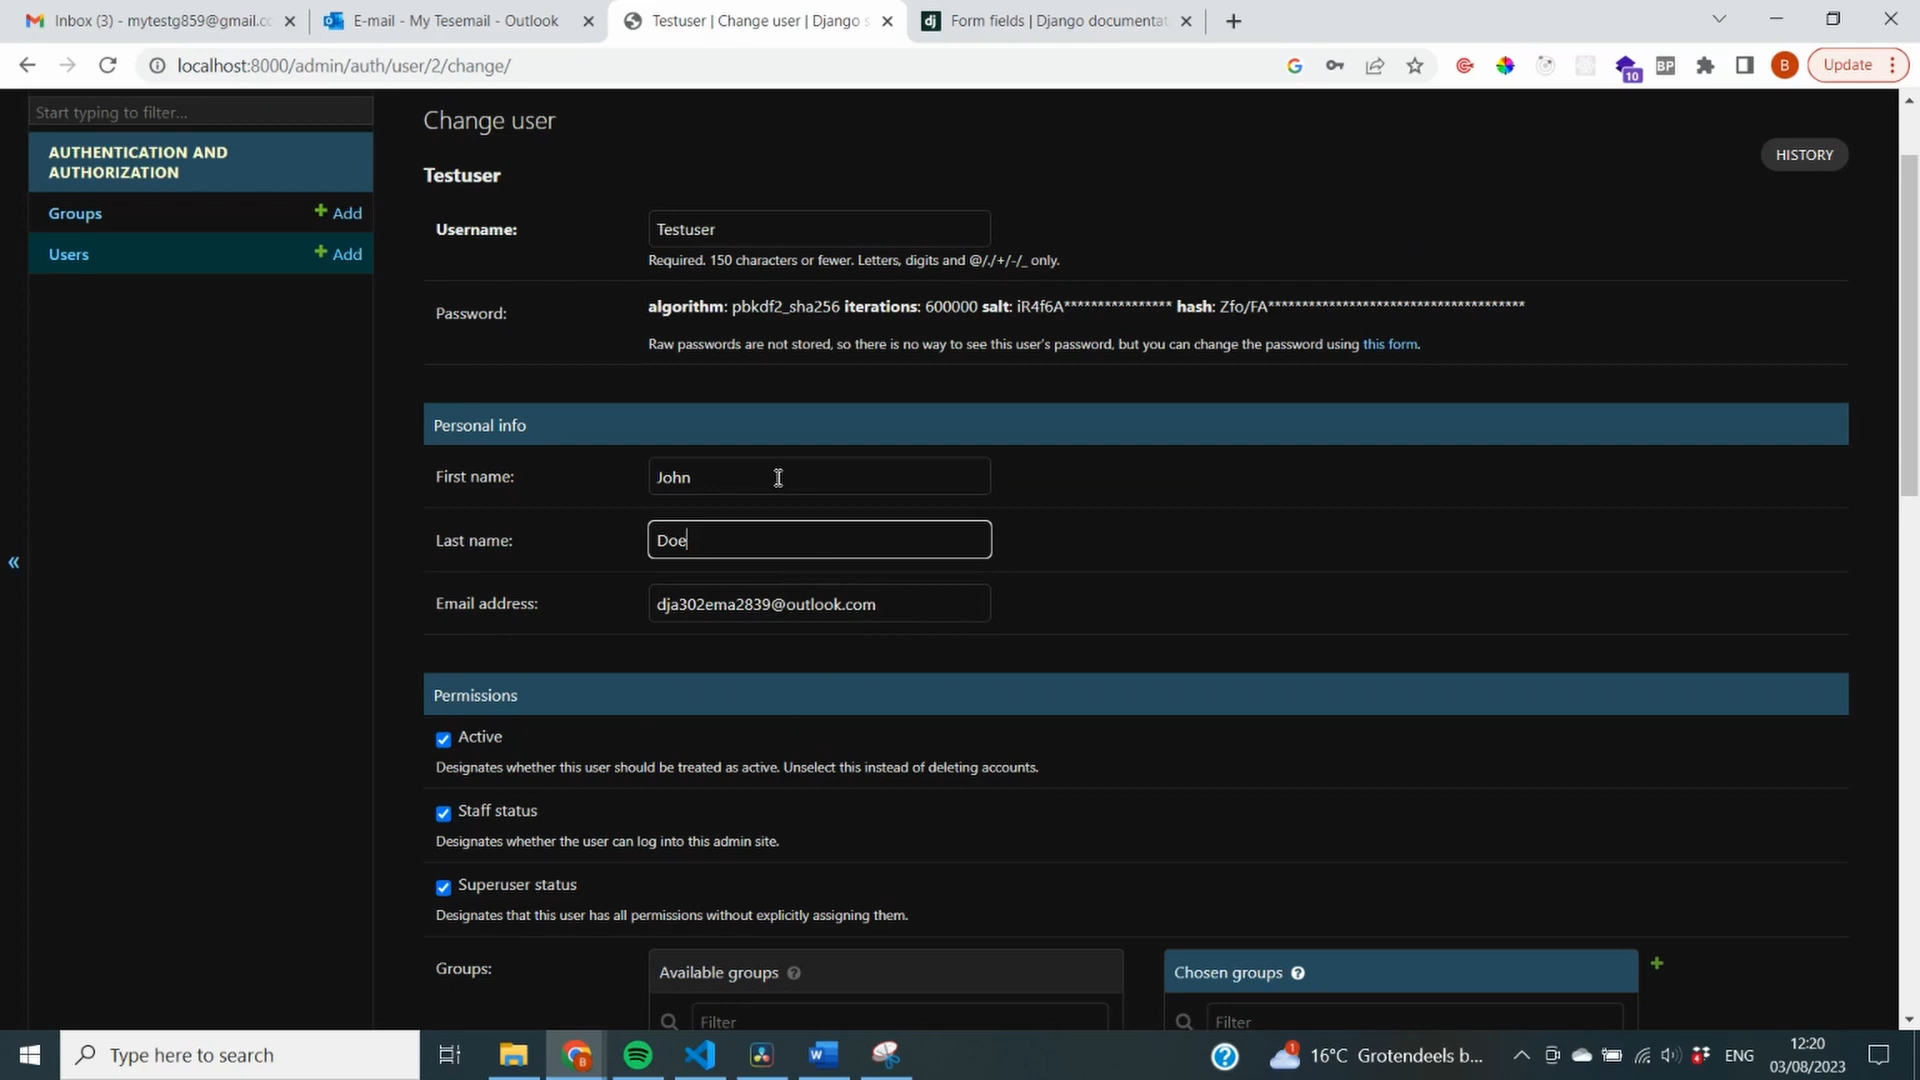 Inbox (3) - mytestg859@gmail.cc
E-mail - My Tesemail - Outlook
Testuser | Change user | Django s
Form fields | Django documentat
localhost:8000/admin/auth/user/2/change/
10
BP
B
Update
Start typing to filter...
AUTHENTICATION AND
AUTHORIZATION
Groups
Add
Users
Add
Change user
HISTORY
Testuser
Username:
Testuser
Required. 150 characters or fewer. Letters, digits and @/./+/-/_ only.
Password:
algorithm: pbkdf2_sha256 iterations: 600000 salt: iR4f6A**************** hash: Zfo/FA**************************************
Raw passwords are not stored, so there is no way to see this user's password, but you can change the password using this form.
Personal info
First name:
John
Last name:
Doe
Email address:
dja302ema2839@outlook.com
Permissions
Active
Designates whether this user should be treated as active. Unselect this instead of deleting accounts.
Staff status
Designates whether the user can log into this admin site.
Superuser status
Designates that this user has all permissions without explicitly assigning them.
Groups:
Available groups
Chosen groups
Filter
Filter
Type here to search
16°C Grotendeels b...
ENG
12:20
03/08/2023